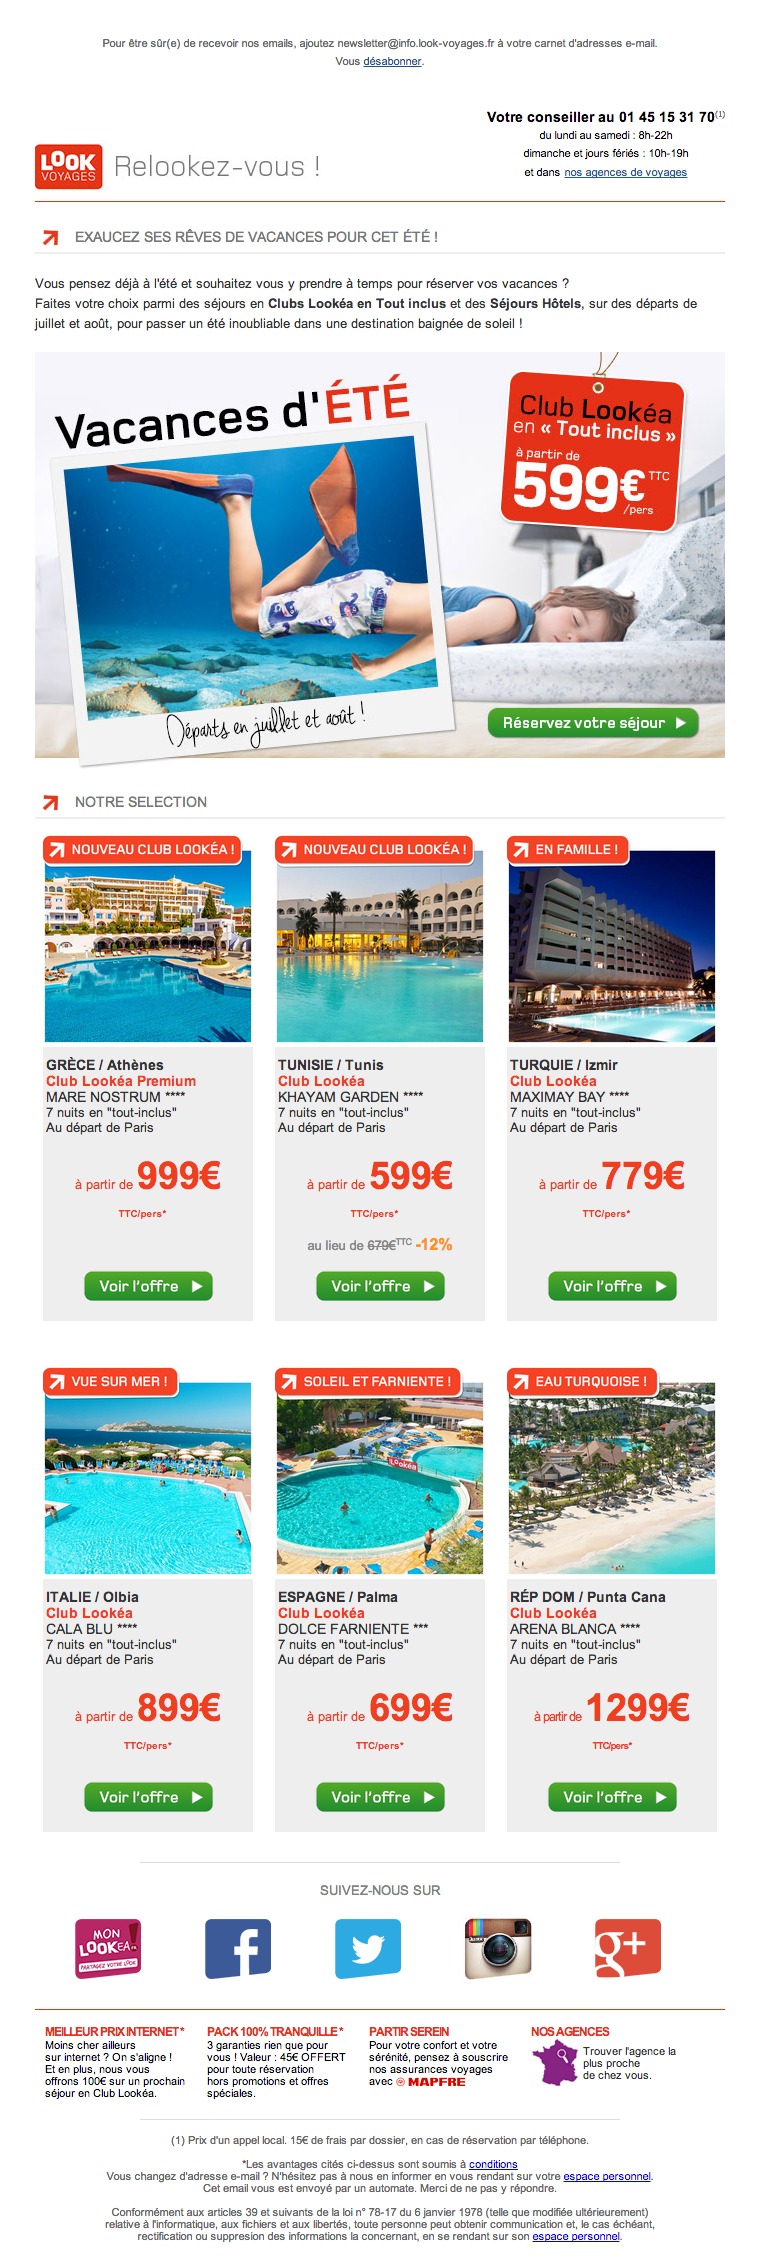 Pour être sûr(e) de recevoir nos emails, ajoutez newsletter@info.look-voyages.fr à votre carnet d'adresses e-mail.
Vous désabonner.
Votre conseiller au 01 45 15 31 70(1)
du lundi au samedi : 8h-22h
dimanche et jours fériés : 10h-19h
et dans nos agences de voyages
LOOK
VOYAGES
Relookez-vous !
EXAUCEZ SES RÊVES DE VACANCES POUR CET ÉTÉ !
Vous pensez déjà à l'été et souhaitez vous y prendre à temps pour réserver vos vacances ?
Faites votre choix parmi des séjours en Clubs Lookéa en Tout inclus et des Séjours Hôtels, sur des départs de
juillet et août, pour passer un été inoubliable dans une destination baignée de soleil !
Vacances d'ÉTÉ
Club Lookéa
en « Tout inclus »
à partir de
599€ TTC
/pers
Départs en juillet et août !
Réservez votre séjour
NOTRE SELECTION
NOUVEAU CLUB LOOKÉA !
GRÈCE / Athènes
Club Lookéa Premium
MARE NOSTRUM ****
7 nuits en "tout-inclus"
Au départ de Paris
à partir de 999€
TTC/pers*
Voir l'offre
NOUVEAU CLUB LOOKÉA !
TUNISIE / Tunis
Club Lookéa
KHAYAM GARDEN ****
7 nuits en "tout-inclus"
Au départ de Paris
à partir de 599€
TTC/pers*
au lieu de 679€TTC -12%
Voir l'offre
EN FAMILLE !
TURQUIE / Izmir
Club Lookéa
MAXIMAY BAY ****
7 nuits en "tout-inclus"
Au départ de Paris
à partir de 779€
TTC/pers*
Voir l'offre
VUE SUR MER !
ITALIE / Olbia
Club Lookéa
CALA BLU ****
7 nuits en "tout-inclus"
Au départ de Paris
à partir de 899€
TTC/pers*
Voir l'offre
SOLEIL ET FARNIENTE !
Lookéa
ESPAGNE / Palma
Club Lookéa
DOLCE FARNIENTE ***
7 nuits en "tout-inclus"
Au départ de Paris
à partir de 699€
TTC/pers*
Voir l'offre
EAU TURQUOISE !
RÉP DOM / Punta Cana
Club Lookéa
ARENA BLANCA ****
7 nuits en "tout-inclus"
Au départ de Paris
à partir de 1299€
TTC/pers*
Voir l'offre
SUIVEZ-NOUS SUR
MON
LOOKEA!
PARTAGEZ VOTRE LOOK
f
g+
MEILLEUR PRIX INTERNET*
Moins cher ailleurs
sur internet ? On s'aligne !
Et en plus, nous vous
offrons 100€ sur un prochain
séjour en Club Lookéa.
PACK 100% TRANQUILLE*
3 garanties rien que pour
vous ! Valeur : 45€ OFFERT
pour toute réservation
hors promotions et offres
spéciales.
PARTIR SEREIN
Pour votre confort et votre
sérénité, pensez à souscrire
nos assurances voyages
avec MAPFRE
NOS AGENCES
Trouver l'agence la
plus proche
de chez vous.
(1) Prix d'un appel local. 15€ de frais par dossier, en cas de réservation par téléphone.
*Les avantages cités ci-dessus sont soumis à conditions
Vous changez d'adresse e-mail ? N'hésitez pas à nous en informer en vous rendant sur votre espace personnel.
Cet email vous est envoyé par un automate. Merci de ne pas y répondre.
Conformément aux articles 39 et suivants de la loi n° 78-17 du 6 janvier 1978 (telle que modifiée ultérieurement)
relative à l'informatique, aux fichiers et aux libertés, toute personne peut obtenir communication et, le cas échéant,
rectification ou suppresion des informations la concernant, en se rendant sur son espace personnel.